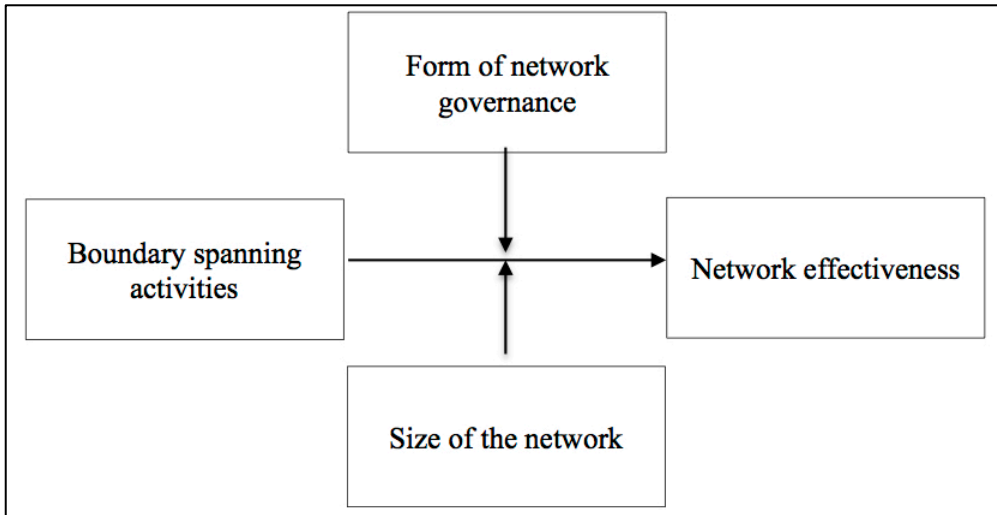 Form of network
governance
Boundary spanning
activities
Network effectiveness
Size of the network